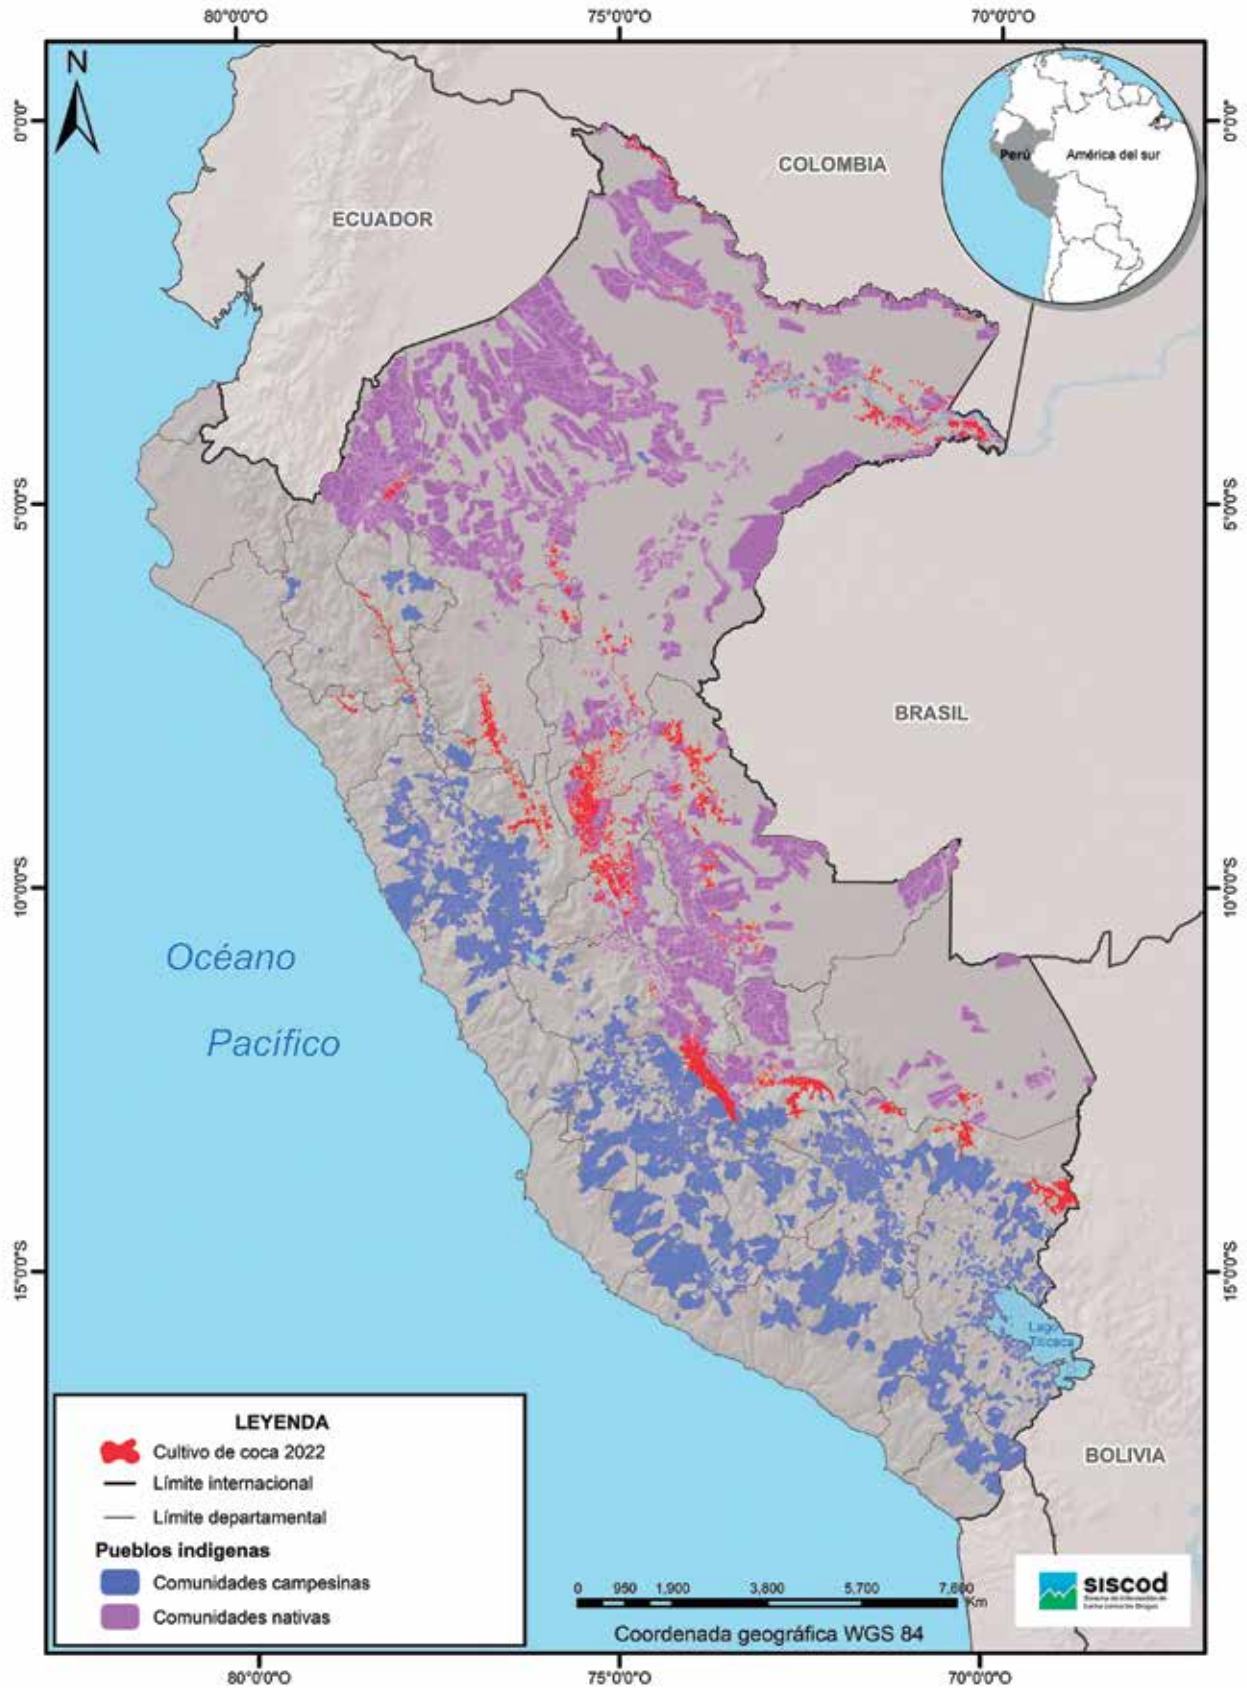 80°0'0"O 75°0'0"O 70°0'0"O
N
0°0'0" 0°0'0"
COLOMBIA
ECUADOR
Perú
América del sur
5°0'0"S 5°0'0"S
BRASIL
10°0'0"S 10°0'0"S
Océano
Pacífico
15°0'0"S 15°0'0"S
Lago
Titicaca
BOLIVIA
LEYENDA
Cultivo de coca 2022
Límite internacional
Límite departamental
Pueblos indigenas
Comunidades campesinas
Comunidades nativas
0 950 1,900 3,800 5,700 7,600
Km
Coordenada geográfica WGS 84
siscod
80°0'0"O 75°0'0"O 70°0'0"O